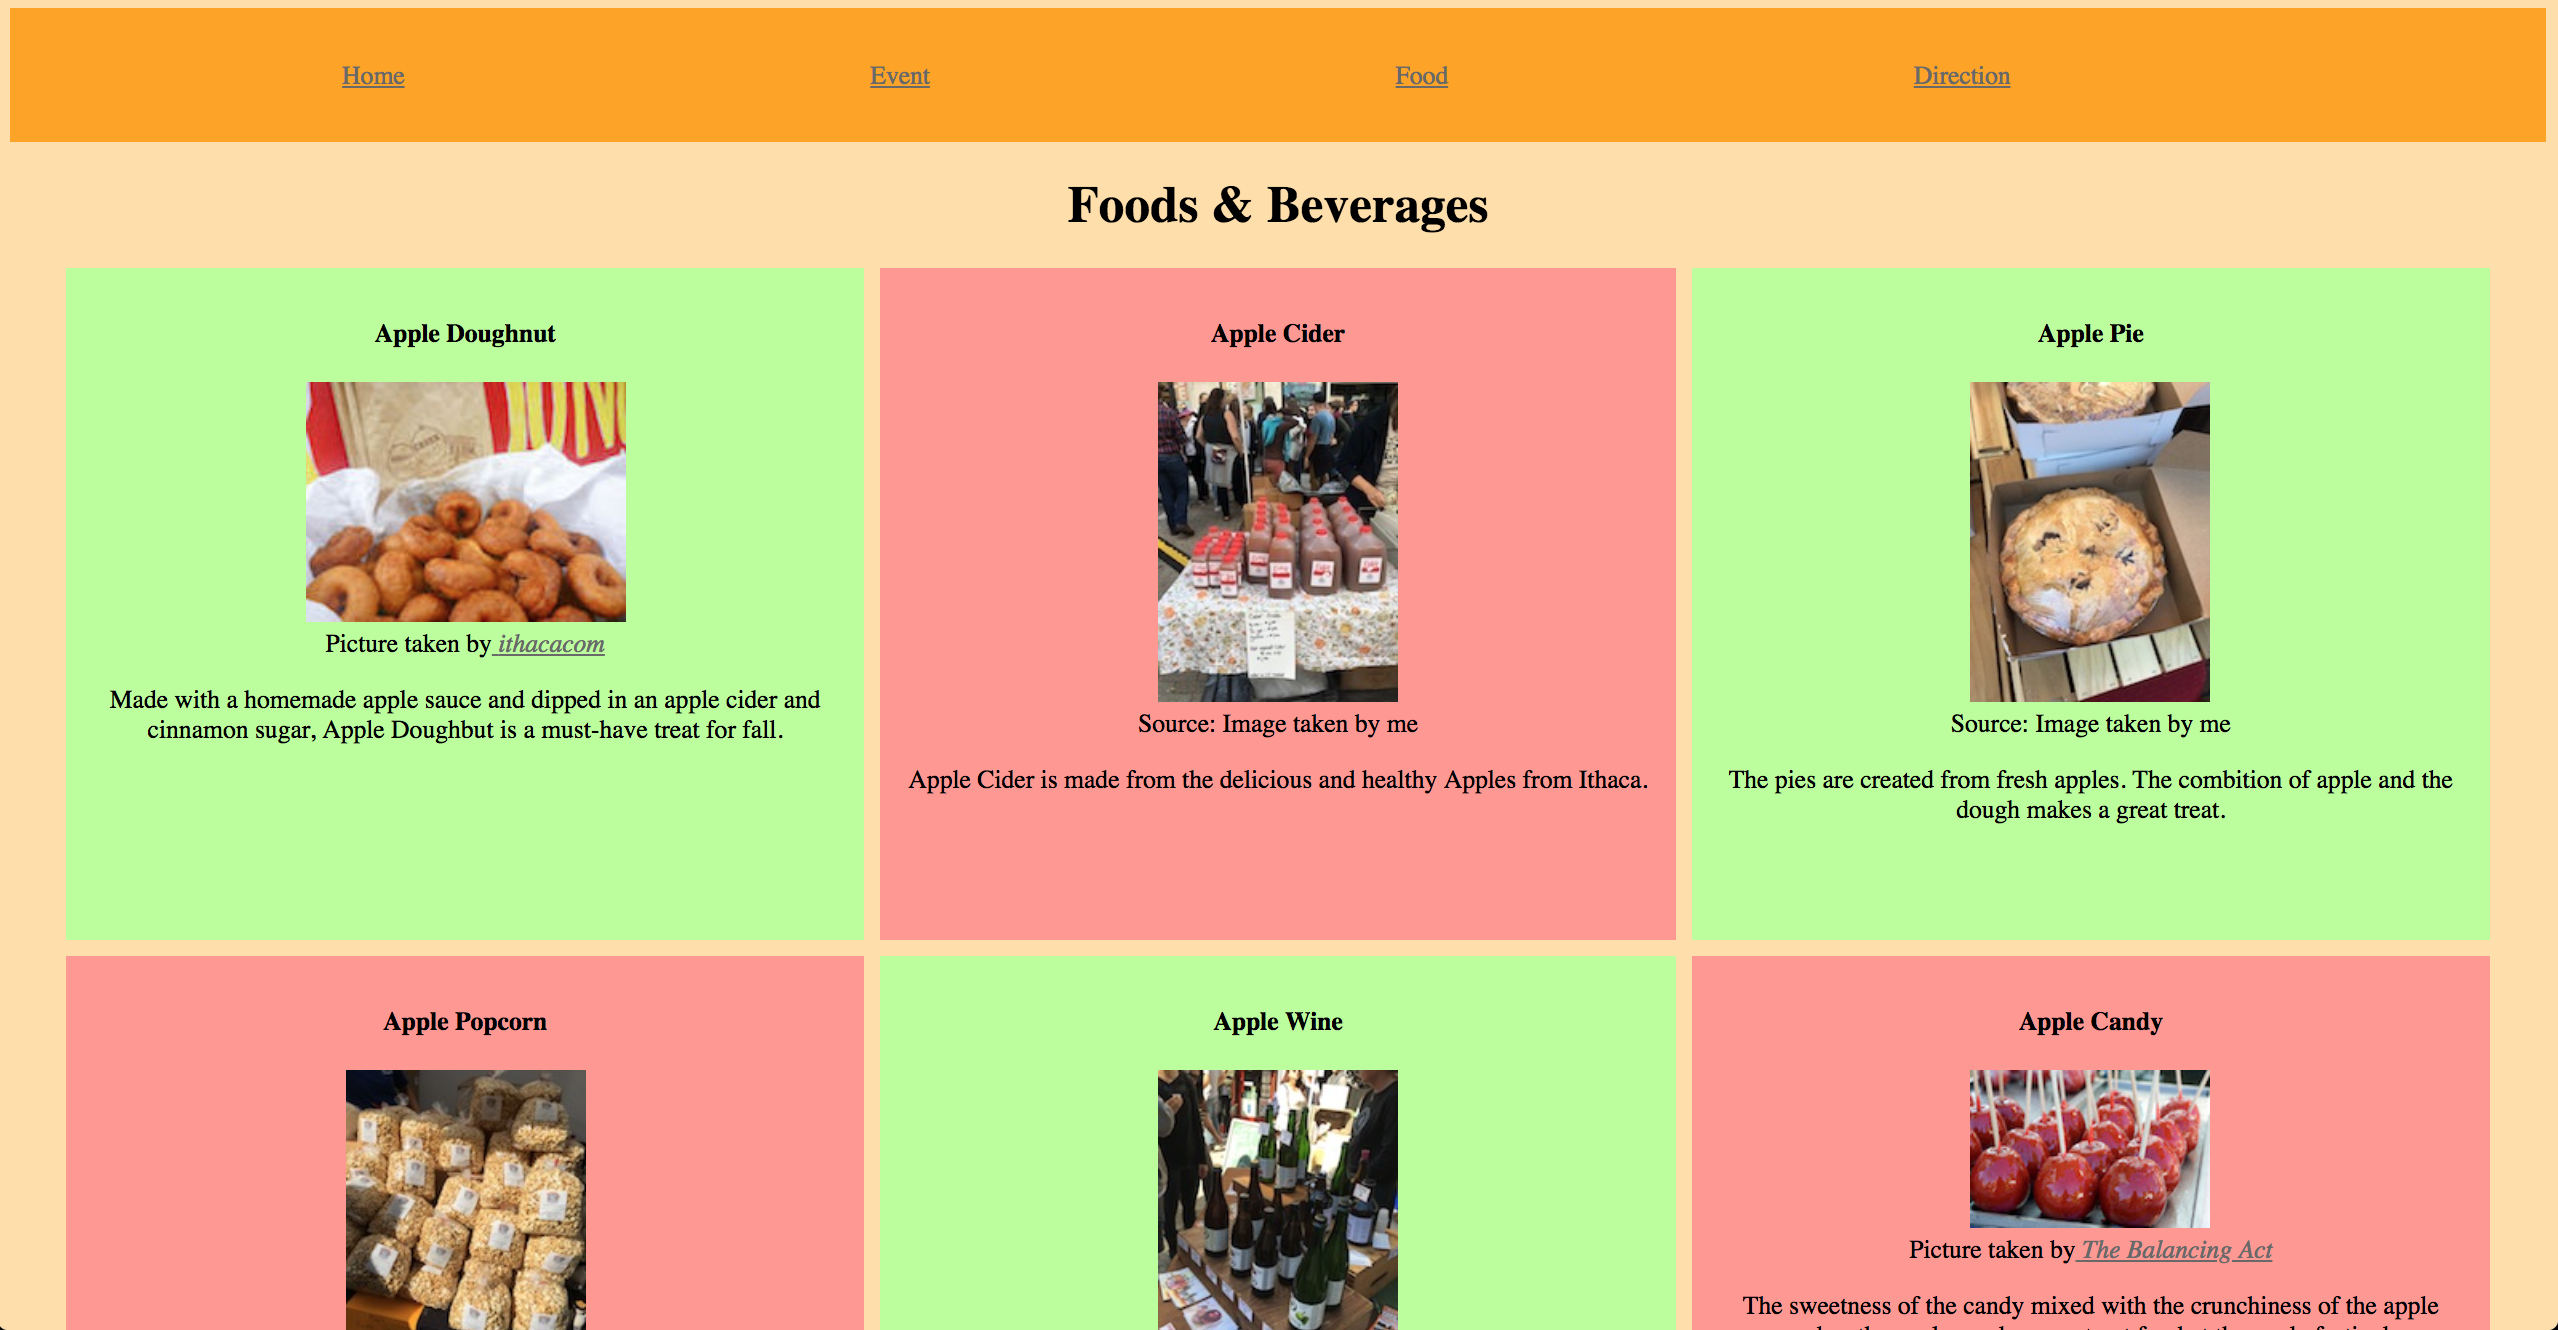 Home Event Food Direction
Foods & Beverages
Apple Doughnut
Picture taken by ithacacom
Made with a homemade apple sauce and dipped in an apple cider and
cinnamon sugar, Apple Doughbut is a must-have treat for fall.
Apple Cider
Source: Image taken by me
Apple Cider is made from the delicious and healthy Apples from Ithaca.
Apple Pie
Source: Image taken by me
The pies are created from fresh apples. The combition of apple and the
dough makes a great treat.
Apple Popcorn
Apple Wine
Apple Candy
Picture taken by The Balancing Act
The sweetness of the candy mixed with the crunchiness of the apple